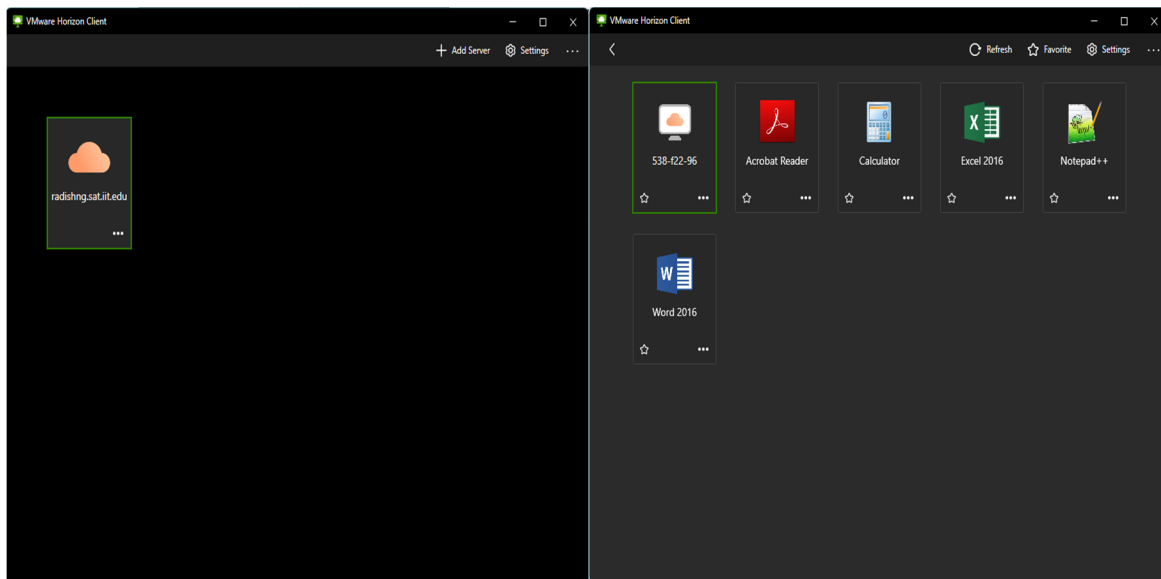 VMware Horizon Client
Add Server Settings
radishng.sat.iit.edu
VMware Horizon Client
Refresh Favorite Settings
538-f22-96 Acrobat Reader Calculator Excel 2016 Notepad++
Word 2016